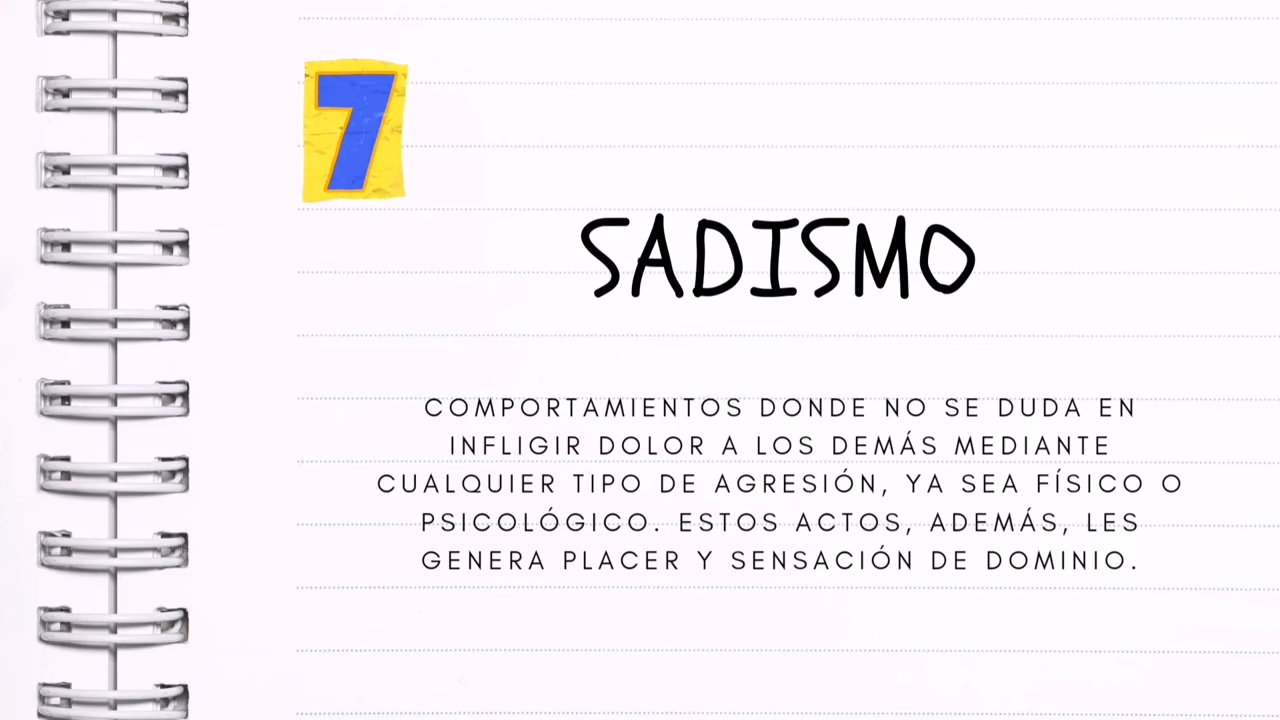 7
SADISMO
COMPORTAMIENTOS DONDE NO SE DUDA EN
INFLIGIR DOLOR A LOS DEMÁS MEDIANTE
CUALQUIER TIPO DE AGRESIÓN, YA SEA FÍSICO O
PSICOLÓGICO. ESTOS ACTOS, ADEMÁS, LES
GENERA PLACER Y SENSACIÓN DE DOMINIO.